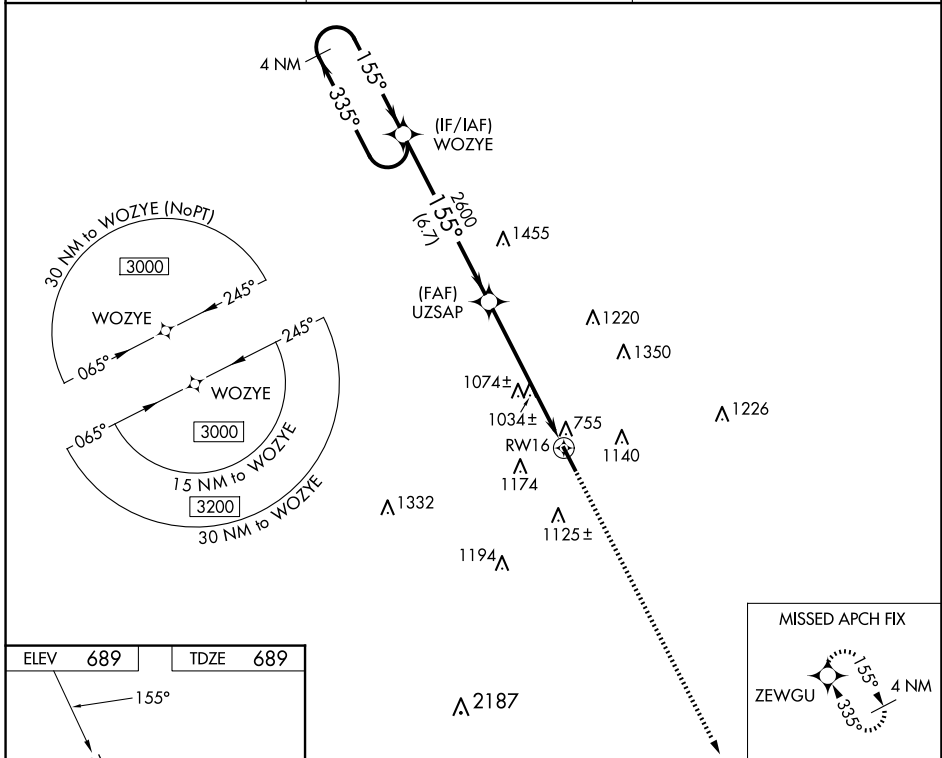 4 NM
155°
335°
(IF/IAF)
WOZYE
2600
155°
(6.7)
1455
30 NM to WOZYE (NoPT)
3000
WOZYE
245°
065°
(FAF)
UZSAP
245°
WOZYE
065°
3000
15 NM to WOZYE
3200
30 NM to WOZYE
1220
1350
1074±
1034±
1226
755
RW16
1140
1174
1332
1125±
1194
2187
MISSED APCH FIX
ZEWGU
155°
335°
4 NM
ELEV 689
TDZE 689
155°